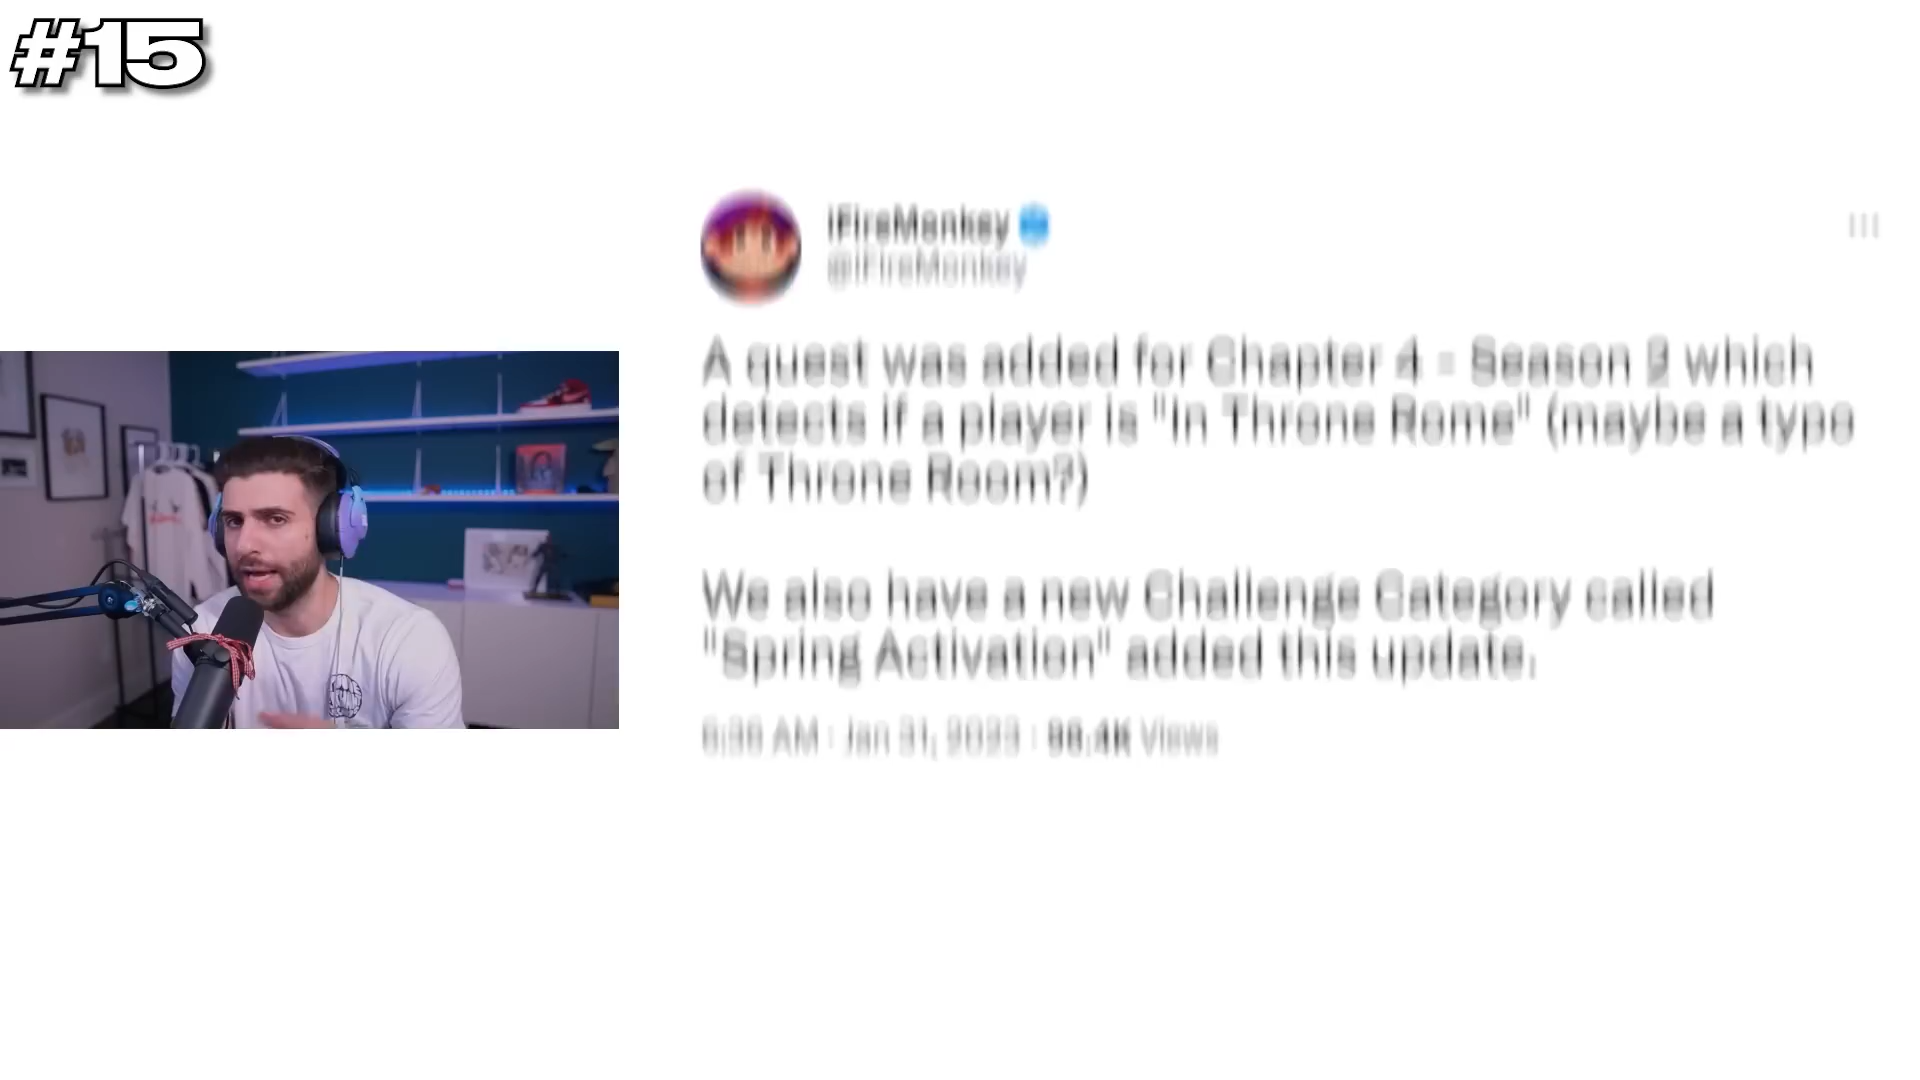 #15
iFireMonkey
@iFireMonkey
A quest was added for Chapter 4 - Season 2 which
detects if a player is "In Throne Rome" (maybe a typo
of Throne Room?)
We also have a new Challenge Category called
"Spring Activation" added this update.
AM · Jan 31, 2023 · Views